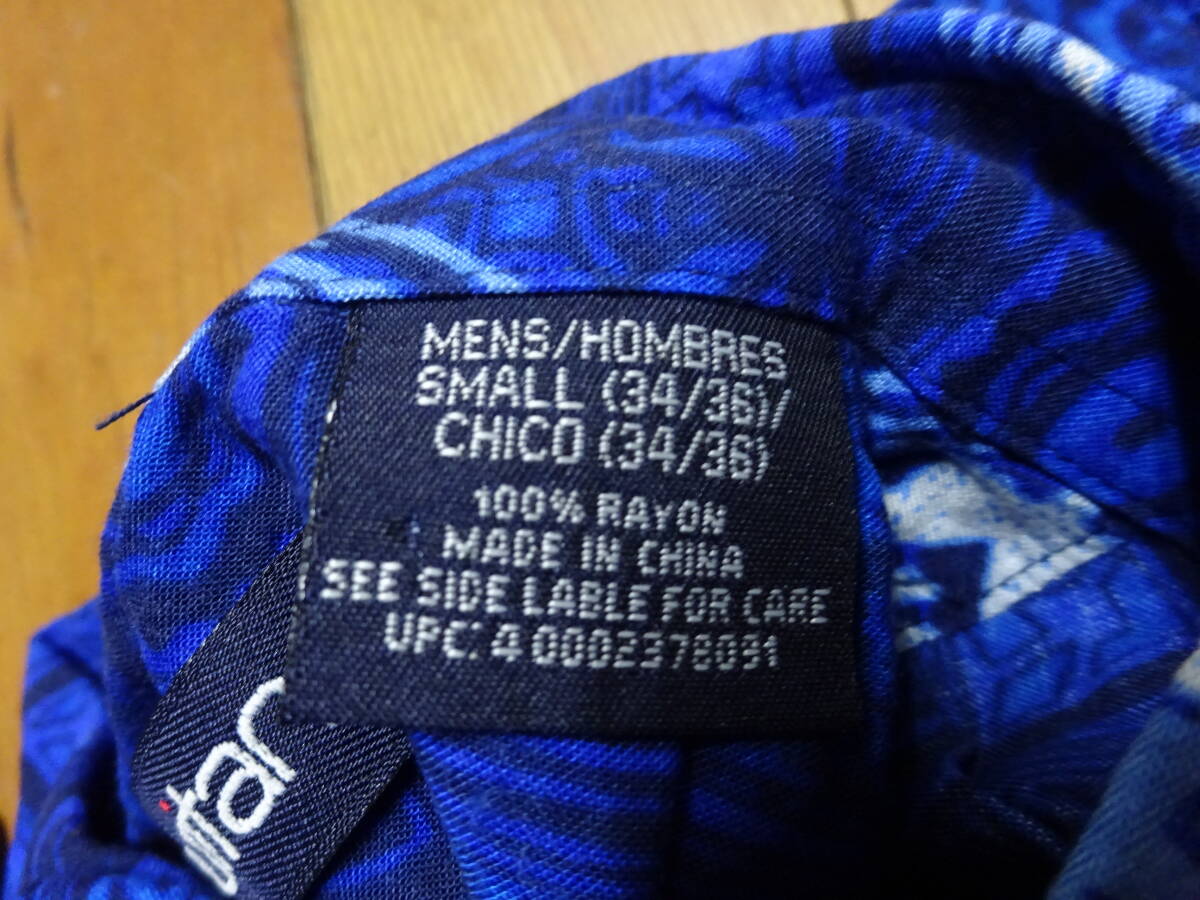 MENS/HOMBRES
SMALL (34/36)/
CHICO (34/36)
100% RAYON
MADE IN CHINA
SEE SIDE LABLE FOR CARE
UPC: 4 0002378091